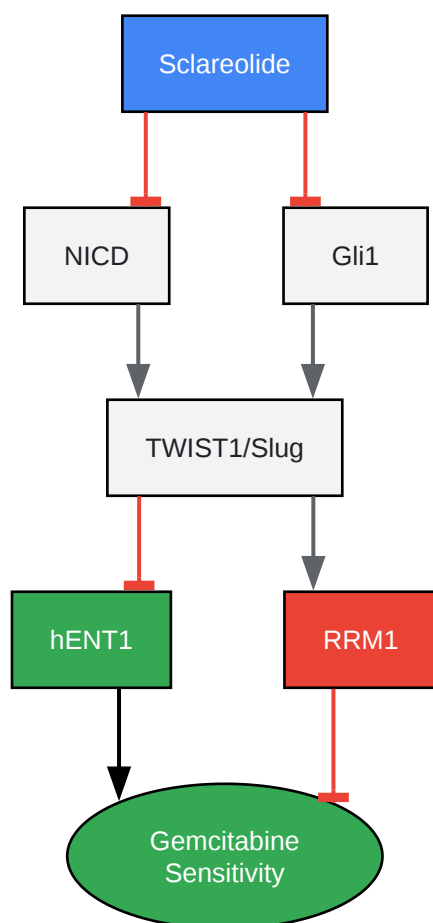 Sclareolide
NICD
Gli1
TWIST1/Slug
hENT1
RRM1
Gemcitabine
Sensitivity